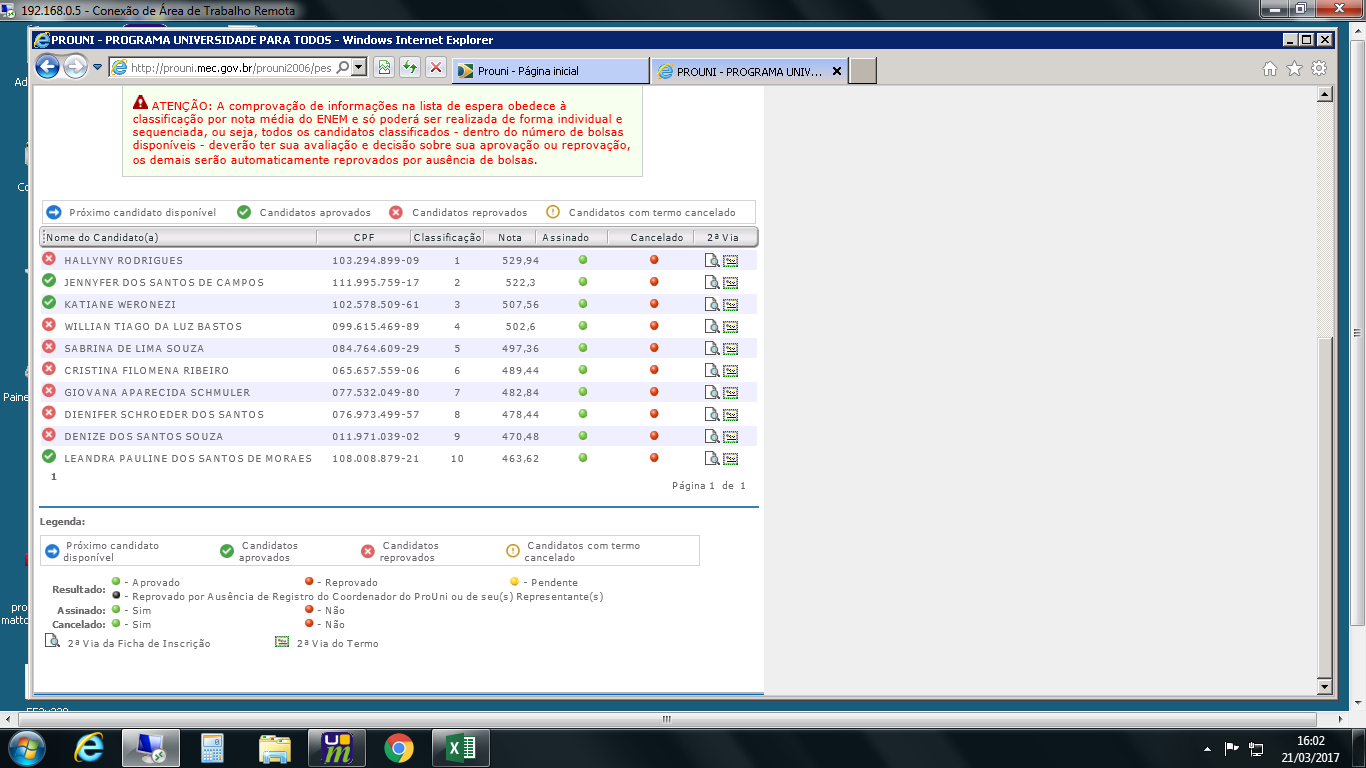 192.168.0.5 - Conexão de Área de Trabalho Remota
PROUNI - PROGRAMA UNIVERSIDADE PARA TODOS - Windows Internet Explorer
http://prouni.mec.gov.br/prouni2006/pes
Prouni - Página inicial
PROUNI - PROGRAMA UNIV...
ATENÇÃO: A comprovação de informações na lista de espera obedece à
classificação por nota média do ENEM e só poderá ser realizada de forma individual e
sequenciada, ou seja, todos os candidatos classificados - dentro do número de bolsas
disponíveis - deverão ter sua avaliação e decisão sobre sua aprovação ou reprovação,
os demais serão automaticamente reprovados por ausência de bolsas.
Próximo candidato disponível Candidatos aprovados Candidatos reprovados Candidatos com termo cancelado
Nome do Candidato(a) CPF Classificação Nota Assinado Cancelado 2ª Via
HALLYNY RODRIGUES 103.294.899-09 1 529,94
JENNYFER DOS SANTOS DE CAMPOS 111.995.759-17 2 522,3
KATIANE WERONEZI 102.578.509-61 3 507,56
WILLIAN TIAGO DA LUZ BASTOS 099.615.469-89 4 502,6
SABRINA DE LIMA SOUZA 084.764.609-29 5 497,36
CRISTINA FILOMENA RIBEIRO 065.657.559-06 6 489,44
GIOVANA APARECIDA SCHMULER 077.532.049-80 7 482,84
DIENIFER SCHROEDER DOS SANTOS 076.973.499-57 8 478,44
DENIZE DOS SANTOS SOUZA 011.971.039-02 9 470,48
LEANDRA PAULINE DOS SANTOS DE MORAES 108.008.879-21 10 463,62
1
Página 1 de 1
Legenda:
Próximo candidato disponível Candidatos aprovados Candidatos reprovados Candidatos com termo cancelado
Resultado: - Aprovado - Reprovado - Pendente
- Reprovado por Ausência de Registro do Coordenador do ProUni ou de seu(s) Representante(s)
Assinado: - Sim - Não
Cancelado: - Sim - Não
2ª Via da Ficha de Inscrição 2ª Via do Termo
Ad
Co
Paine
pro
matto
16:02
21/03/2017